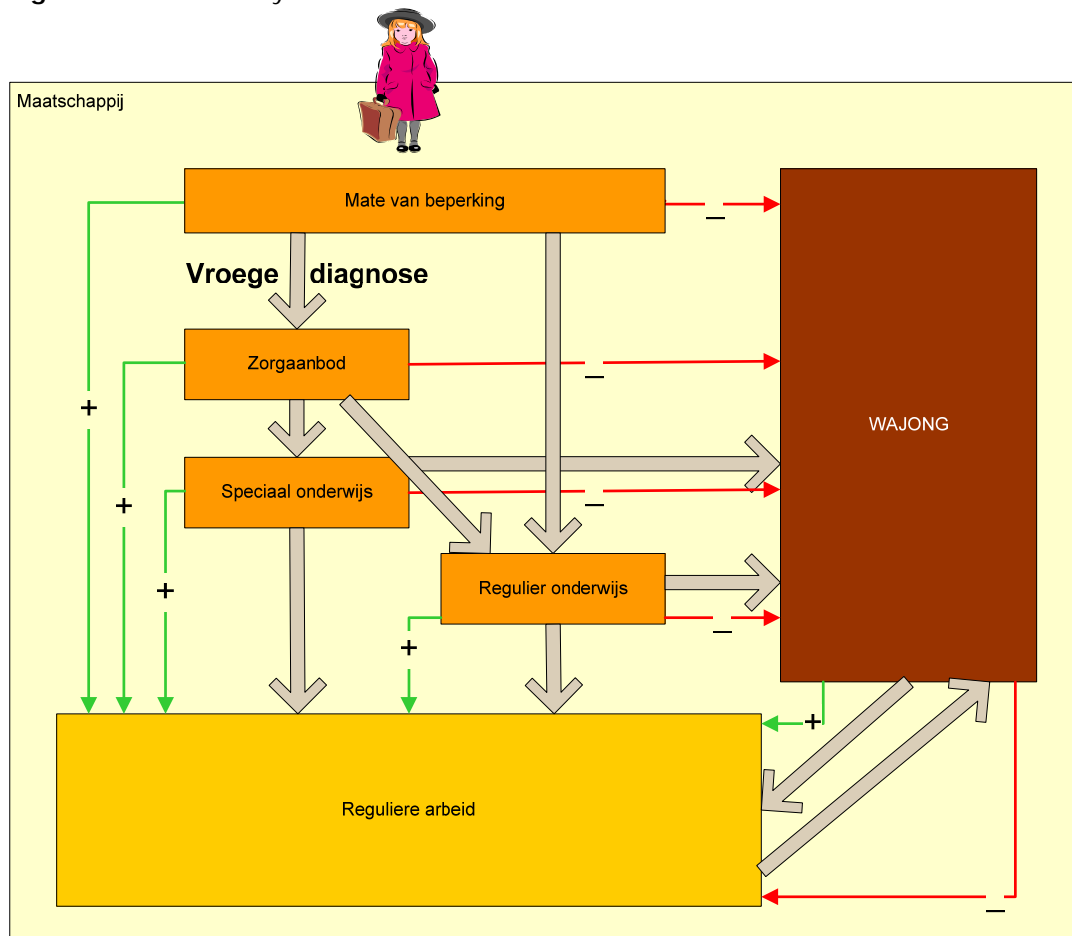 Maatschappij
Mate van beperking
Vroege diagnose
Zorgaanbod
WAJONG
Speciaal onderwijs
Regulier onderwijs
Reguliere arbeid
+
+
+
+
+
_
_
_
_
_